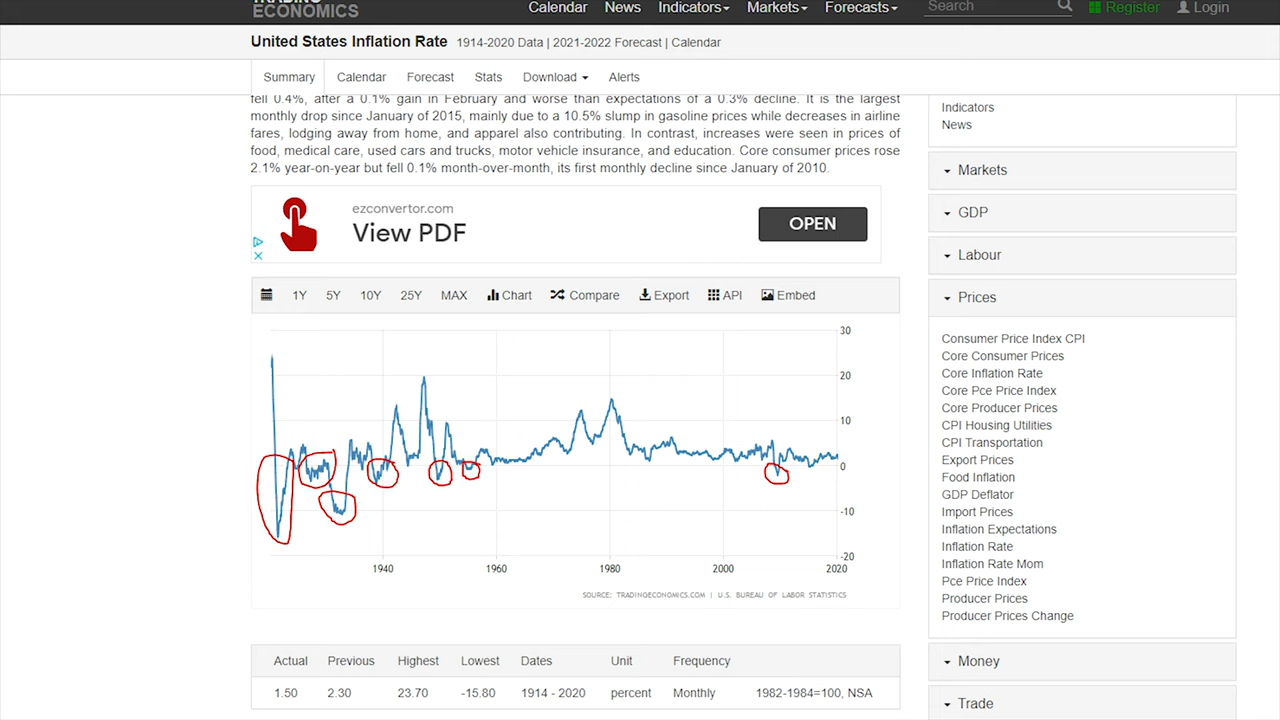 TRADING
ECONOMICS
Calendar News Indicators Markets Forecasts Search Register Login
United States Inflation Rate 1914-2020 Data | 2021-2022 Forecast | Calendar
Summary Calendar Forecast Stats Download Alerts
fell 0.4%, after a 0.1% gain in February and worse than expectations of a 0.3% decline. It is the largest
monthly drop since January of 2015, mainly due to a 10.5% slump in gasoline prices while decreases in airline
fares, lodging away from home, and apparel also contributing. In contrast, increases were seen in prices of
food, medical care, used cars and trucks, motor vehicle insurance, and education. Core consumer prices rose
2.1% year-on-year but fell 0.1% month-over-month, its first monthly decline since January of 2010.
ezconvertor.com
View PDF
OPEN
1Y 5Y 10Y 25Y MAX Chart Compare Export API Embed
30
20
10
0
-10
-20
1940 1960 1980 2000 2020
SOURCE: TRADINGECONOMICS.COM | U.S. BUREAU OF LABOR STATISTICS
Actual Previous Highest Lowest Dates Unit Frequency
1.50 2.30 23.70 -15.80 1914 - 2020 percent Monthly 1982-1984=100, NSA
Indicators
News
Markets
GDP
Labour
Prices
Consumer Price Index CPI
Core Consumer Prices
Core Inflation Rate
Core Pce Price Index
Core Producer Prices
CPI Housing Utilities
CPI Transportation
Export Prices
Food Inflation
GDP Deflator
Import Prices
Inflation Expectations
Inflation Rate
Inflation Rate Mom
Pce Price Index
Producer Prices
Producer Prices Change
Money
Trade